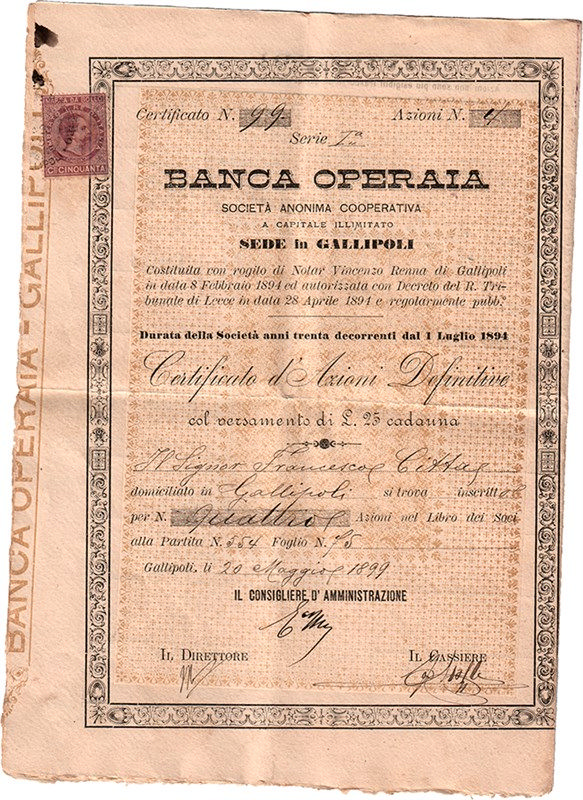 Certificato N. 99 Azioni N. 4
Serie Iª
BANCA OPERAIA
SOCIETÀ ANONIMA COOPERATIVA
A CAPITALE ILLIMITATO
SEDE in GALLIPOLI
Costituita con rogito di Notar Vincenzo Renna di Gallipoli
in data 8 Febbraio 1894 ed autorizzata con Decreto del R. Tri-
bunale di Lecce in data 28 Aprile 1894 e regolarmente pubb.
Durata della Società anni trenta decorrenti dal 1 Luglio 1894
Certificato d'Azioni Definitivo
col versamento di L. 25 cadauna
Il Signor Francesco Citta
domiciliato in Gallipoli si trova inscritto
per N. Quattro Azioni nel Libro dei Soci
alla Partita N. 554 Foglio N. 75
Gallipoli, li 20 Maggio 1899
IL CONSIGLIERE D'AMMINISTRAZIONE
IL DIRETTORE IL CASSIERE
BANCA OPERAIA - GALLIPOLI
C. CINQUANTA